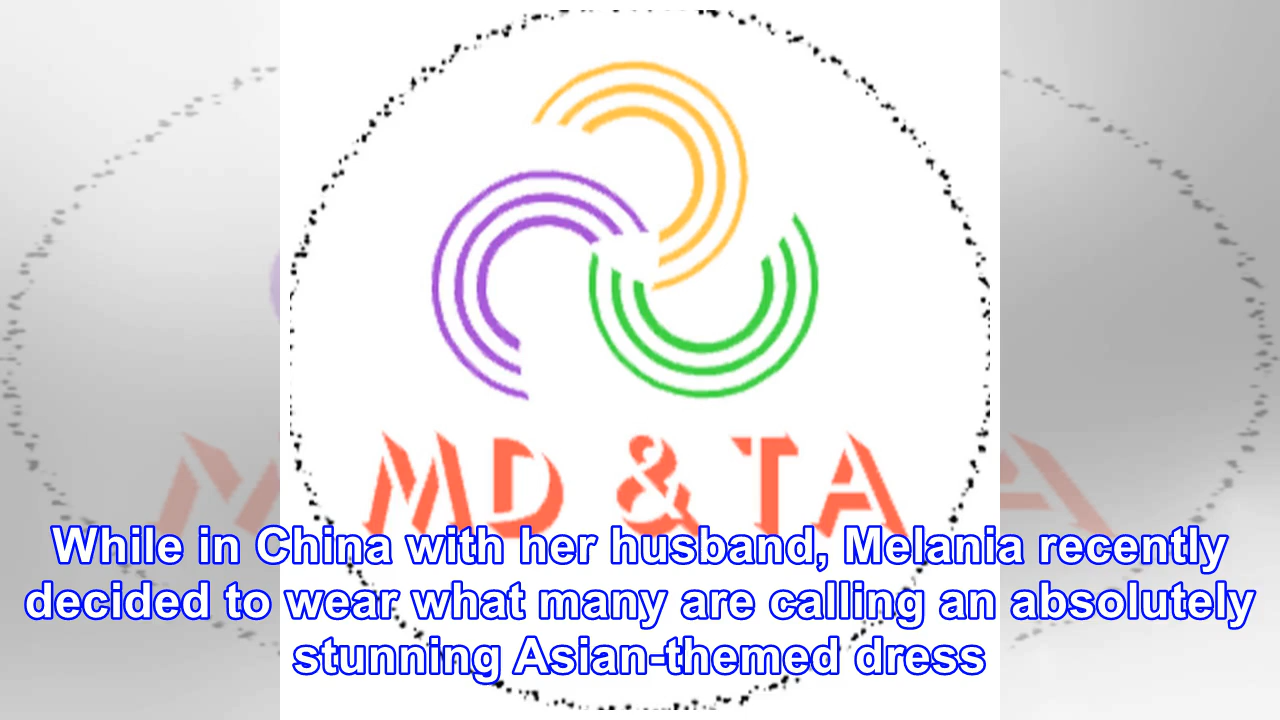 MD & TA
While in China with her husband, Melania recently
decided to wear what many are calling an absolutely
stunning Asian-themed dress